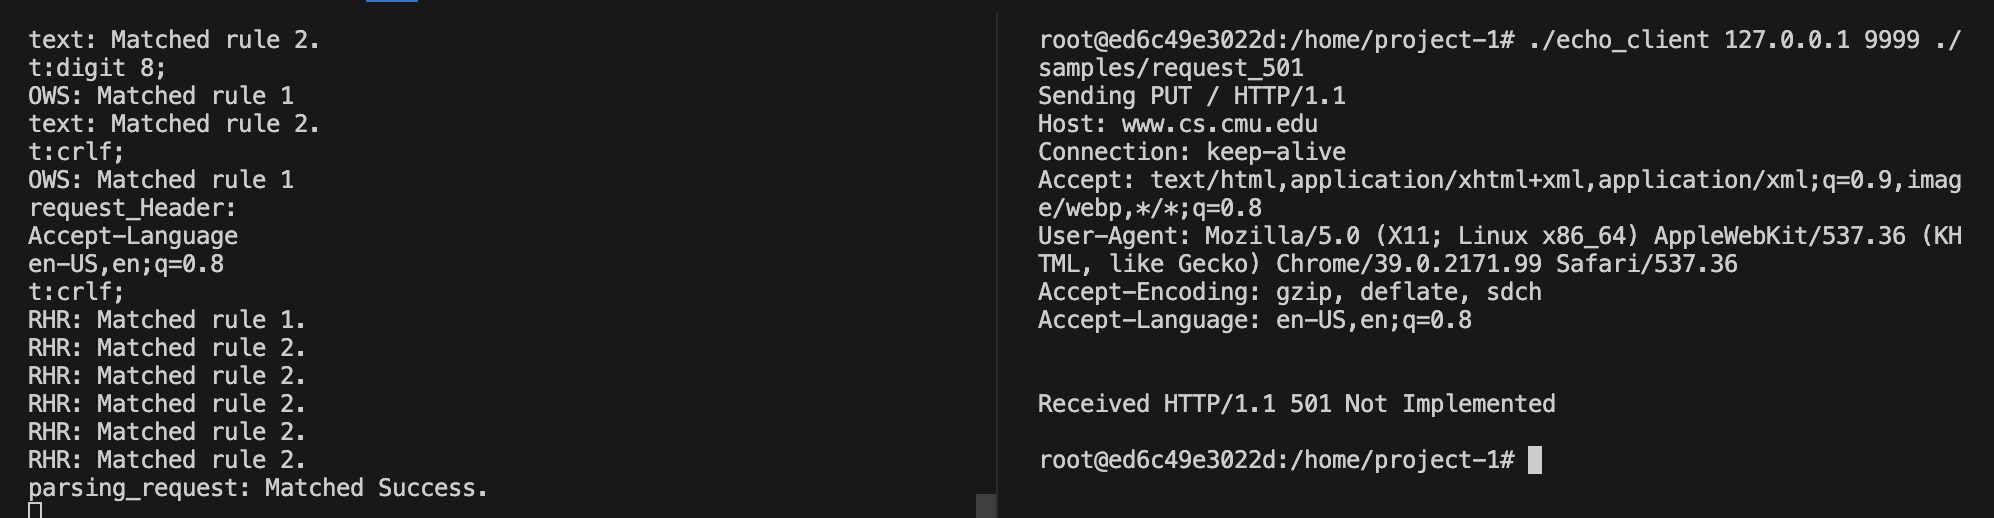 text: Matched rule 2.
t:digit 8;
OWS: Matched rule 1
text: Matched rule 2.
t:crlf;
OWS: Matched rule 1
request_Header:
Accept-Language
en-US,en;q=0.8
t:crlf;
RHR: Matched rule 1.
RHR: Matched rule 2.
RHR: Matched rule 2.
RHR: Matched rule 2.
RHR: Matched rule 2.
RHR: Matched rule 2.
parsing_request: Matched Success.
root@ed6c49e3022d:/home/project-1# ./echo_client 127.0.0.1 9999 ./
samples/request_501
Sending PUT / HTTP/1.1
Host: www.cs.cmu.edu
Connection: keep-alive
Accept: text/html,application/xhtml+xml,application/xml;q=0.9,imag
e/webp,*/*;q=0.8
User-Agent: Mozilla/5.0 (X11; Linux x86_64) AppleWebKit/537.36 (KH
TML, like Gecko) Chrome/39.0.2171.99 Safari/537.36
Accept-Encoding: gzip, deflate, sdch
Accept-Language: en-US,en;q=0.8
Received HTTP/1.1 501 Not Implemented
root@ed6c49e3022d:/home/project-1#